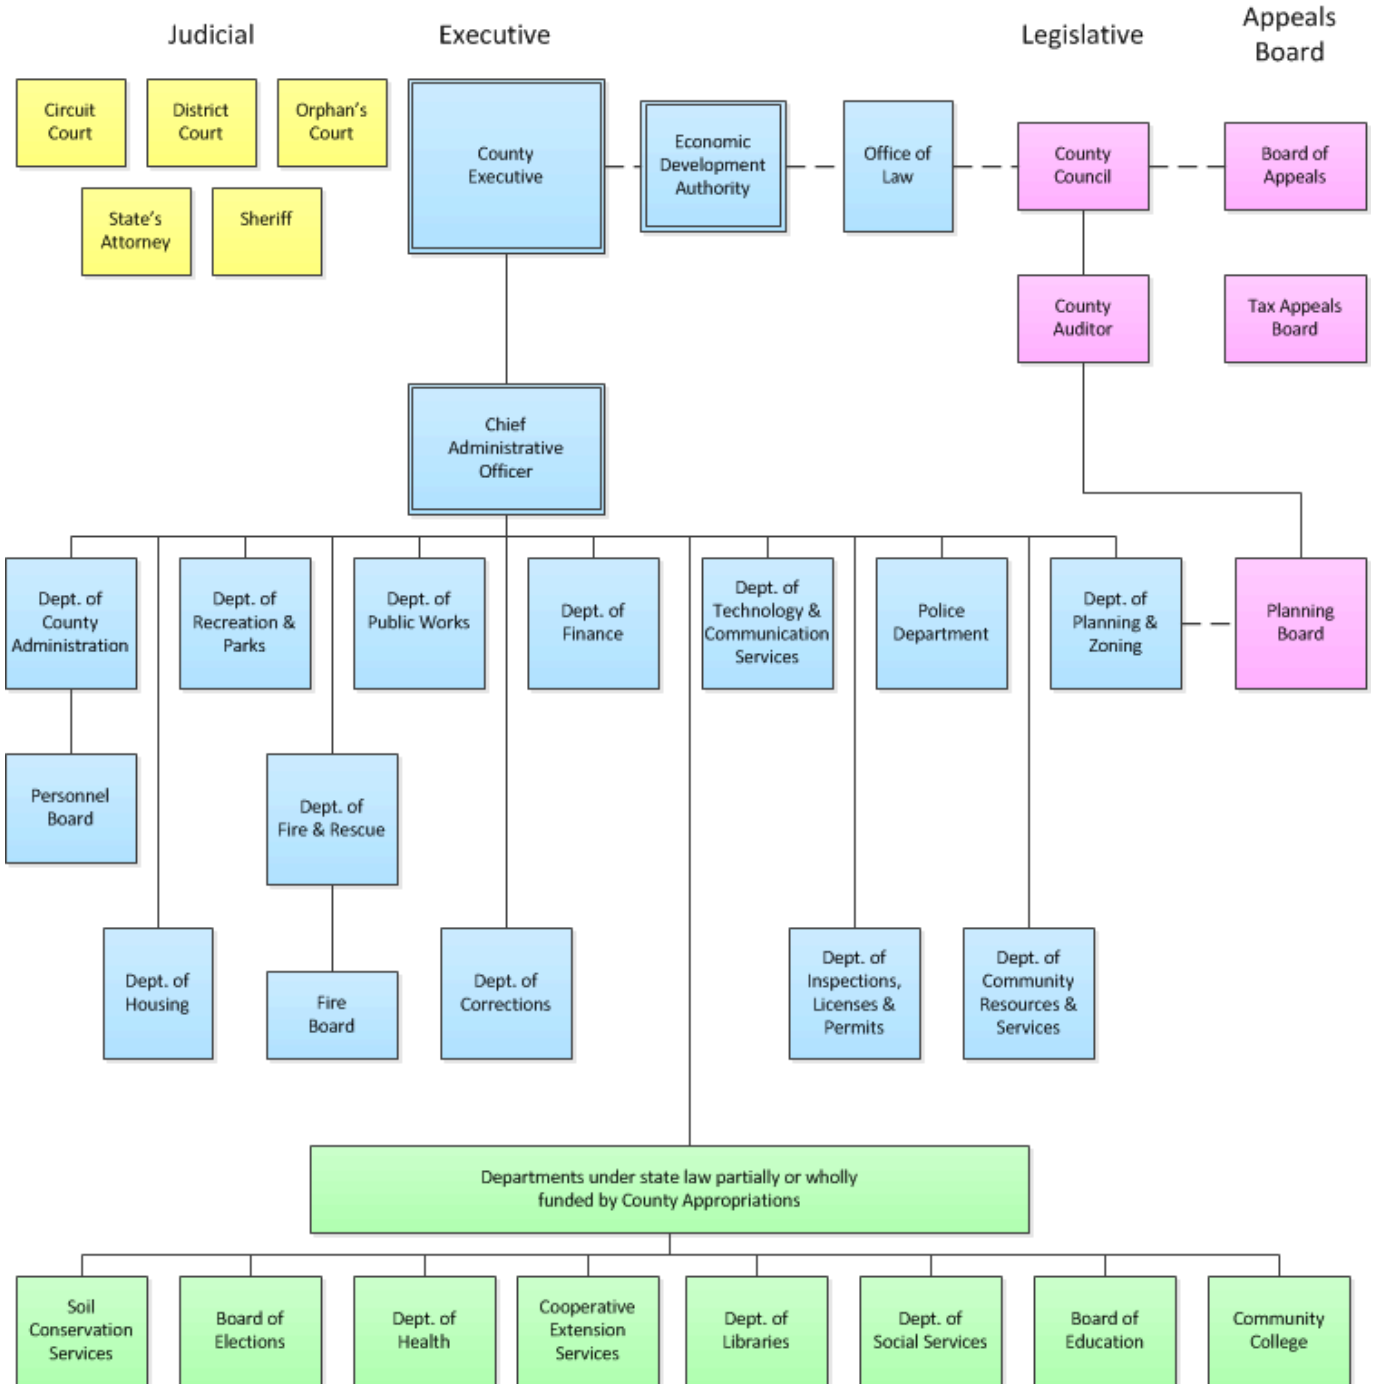 Judicial
Executive
Legislative
Appeals
Board
Circuit
Court
District
Court
Orphan's
Court
State's
Attorney
Sheriff
County
Executive
Economic
Development
Authority
Office of
Law
County
Council
Board of
Appeals
County
Auditor
Tax Appeals
Board
Chief
Administrative
Officer
Dept. of
County
Administration
Dept. of
Recreation &
Parks
Dept. of
Public Works
Dept. of
Finance
Dept. of
Technology &
Communication
Services
Police
Department
Dept. of
Planning &
Zoning
Planning
Board
Personnel
Board
Dept. of
Fire & Rescue
Dept. of
Housing
Fire
Board
Dept. of
Corrections
Dept. of
Inspections,
Licenses &
Permits
Dept. of
Community
Resources &
Services
Departments under state law partially or wholly
funded by County Appropriations
Soil
Conservation
Services
Board of
Elections
Dept. of
Health
Cooperative
Extension
Services
Dept. of
Libraries
Dept. of
Social Services
Board of
Education
Community
College